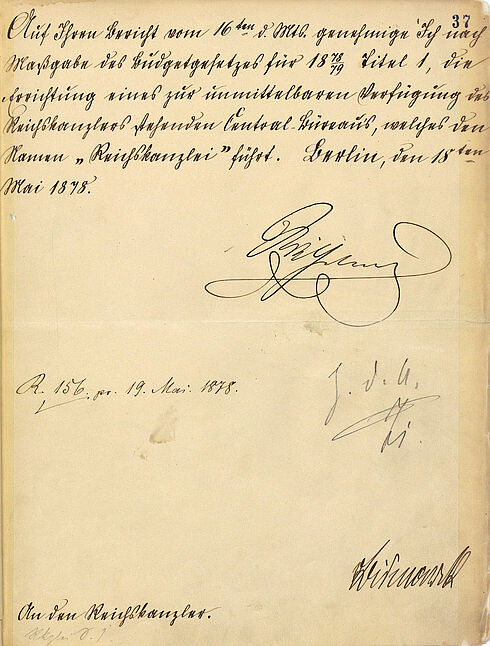 37
Auf Ihren Bericht vom 16ten d. Mts. genehmige Ich nach
Maßgabe des Budgetgesetzes für 18 78/79 Titel 1, die
Errichtung eines zur unmittelbaren Verfügung des
Reichskanzlers stehenden Central-Büreaus, welches den
Namen „Reichskanzlei" führt. Berlin, den 18ten
Mai 1878.
Wilhelm
R. 156. pr. 19. Mai. 1878.
z. d. A.
vBismarck
An den Reichskanzler.